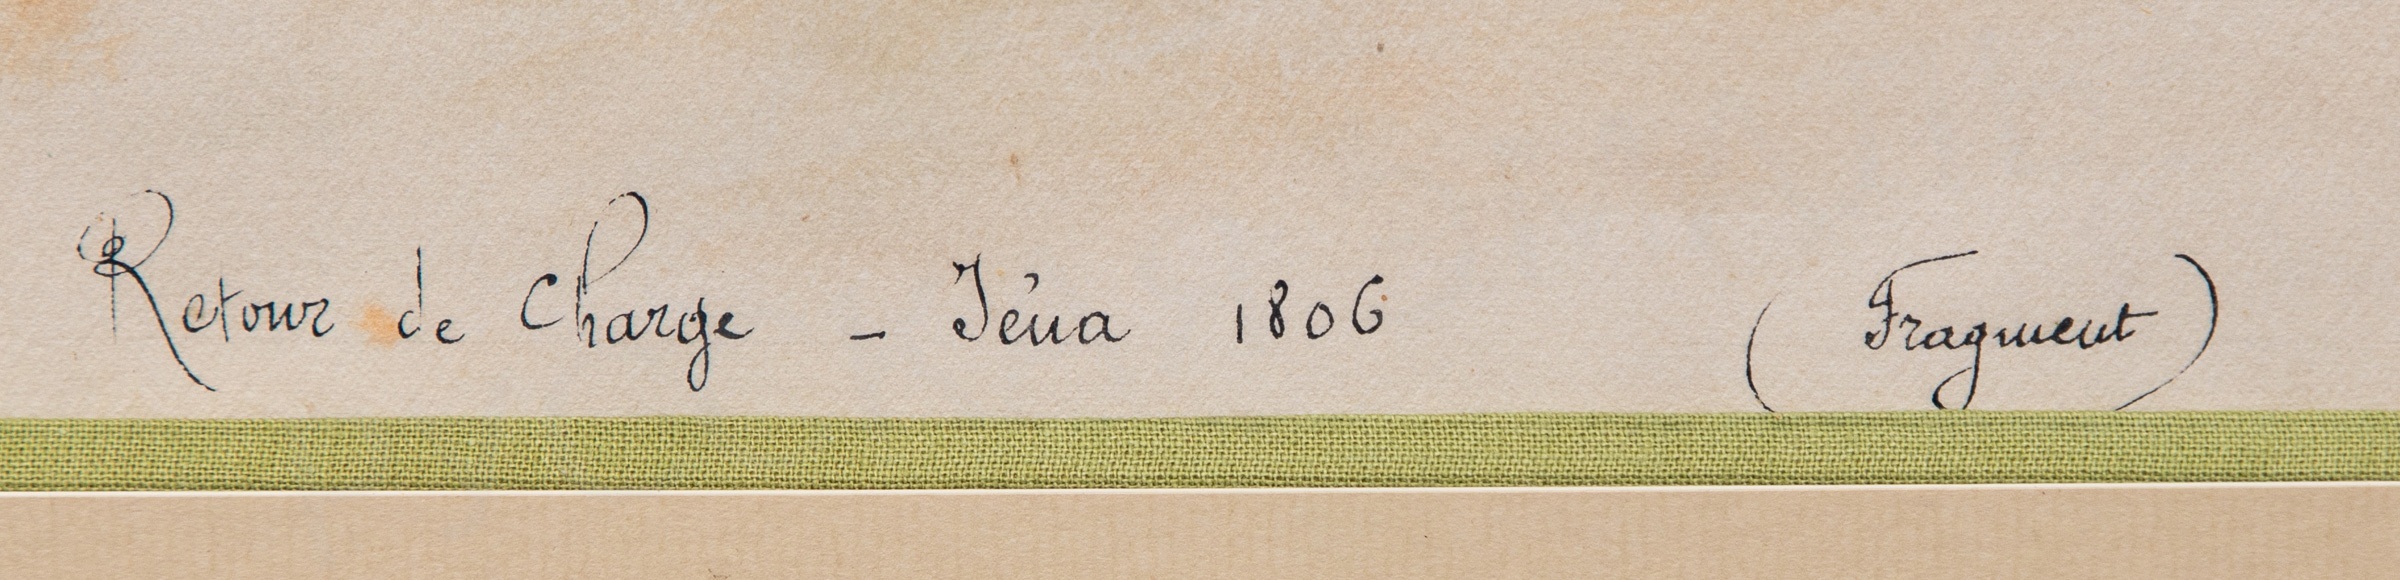 Retour de Charge - Iéna 1806 (Fragment)